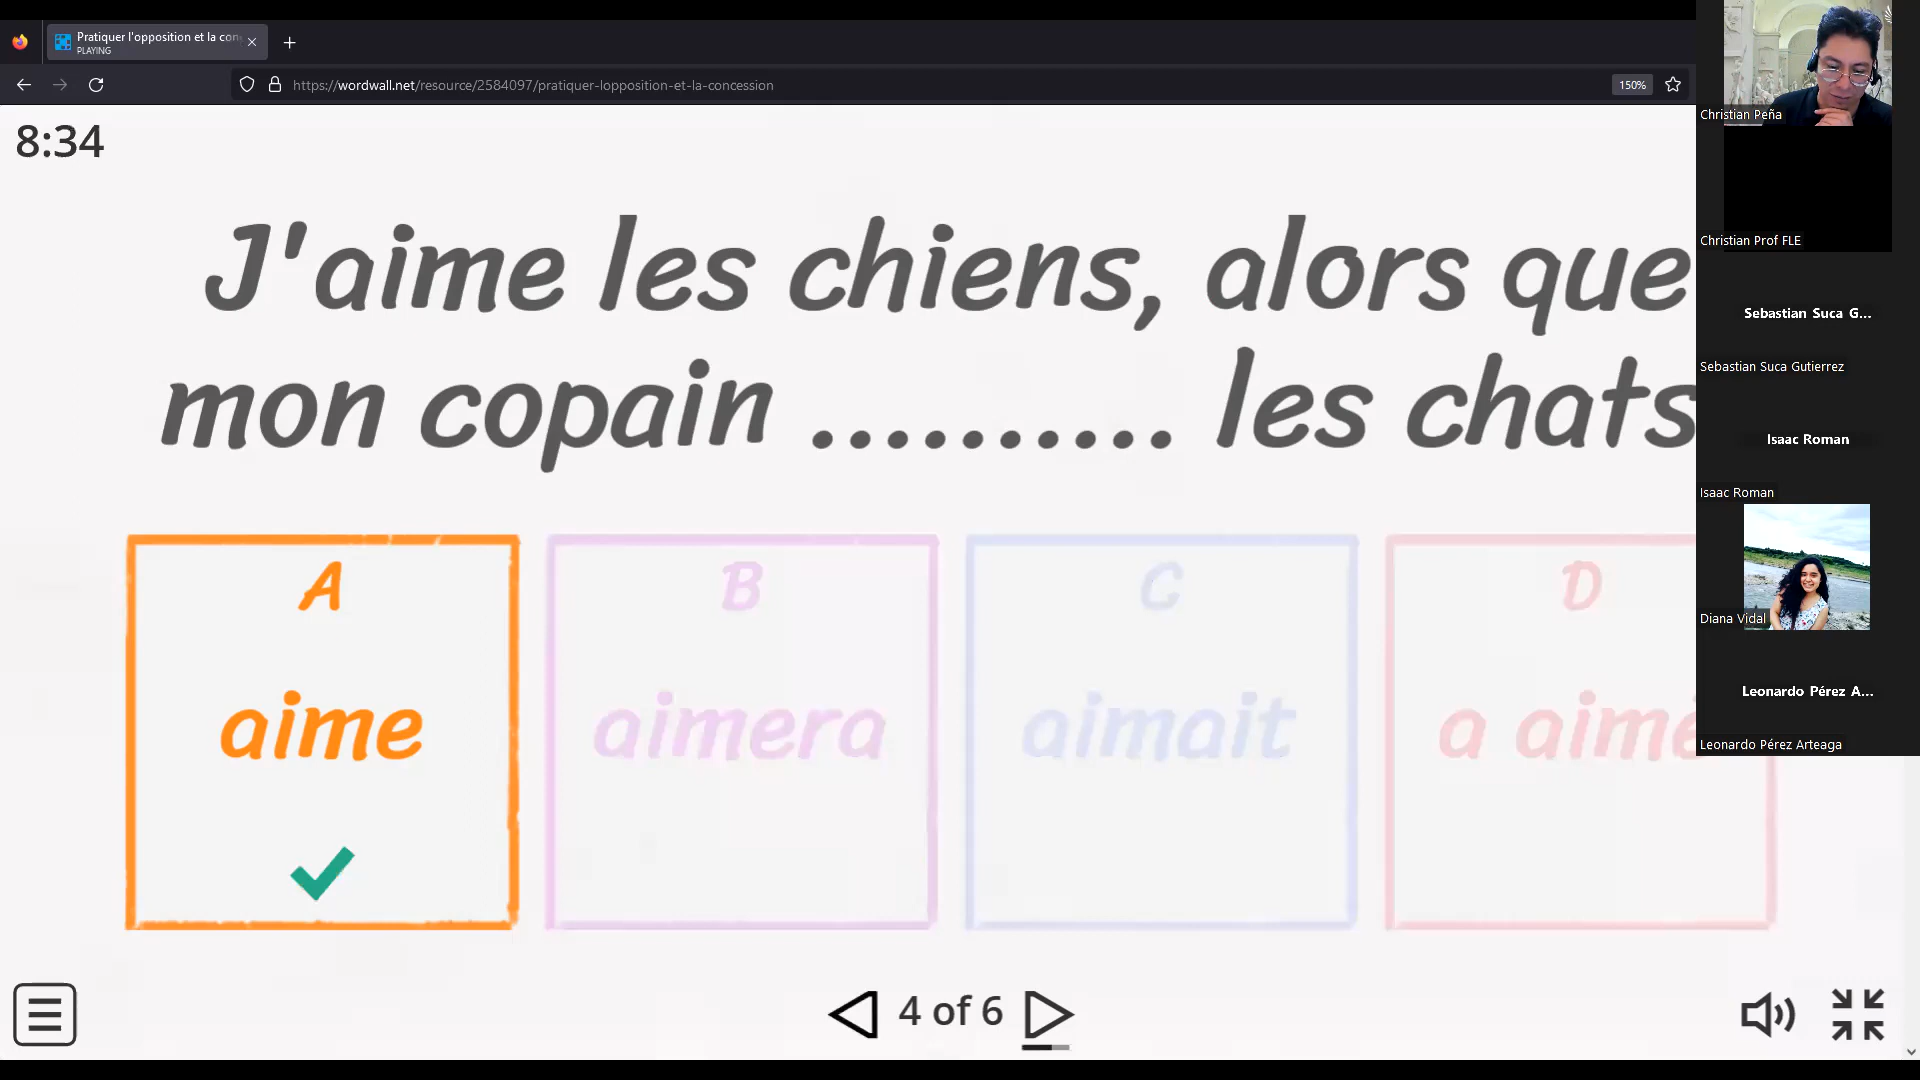 Pratiquer l'opposition et la con
PLAYING
https://wordwall.net/resource/2584097/pratiquer-lopposition-et-la-concession
150%
8:34
J'aime les chiens, alors que
mon copain .......... les chats
A
B
C
D
aime
aimera
aimait
a aimé
4 of 6
Christian Peña
Christian Prof FLE
Sebastian Suca G...
Sebastian Suca Gutierrez
Isaac Roman
Isaac Roman
Diana Vidal
Leonardo Pérez A...
Leonardo Pérez Arteaga